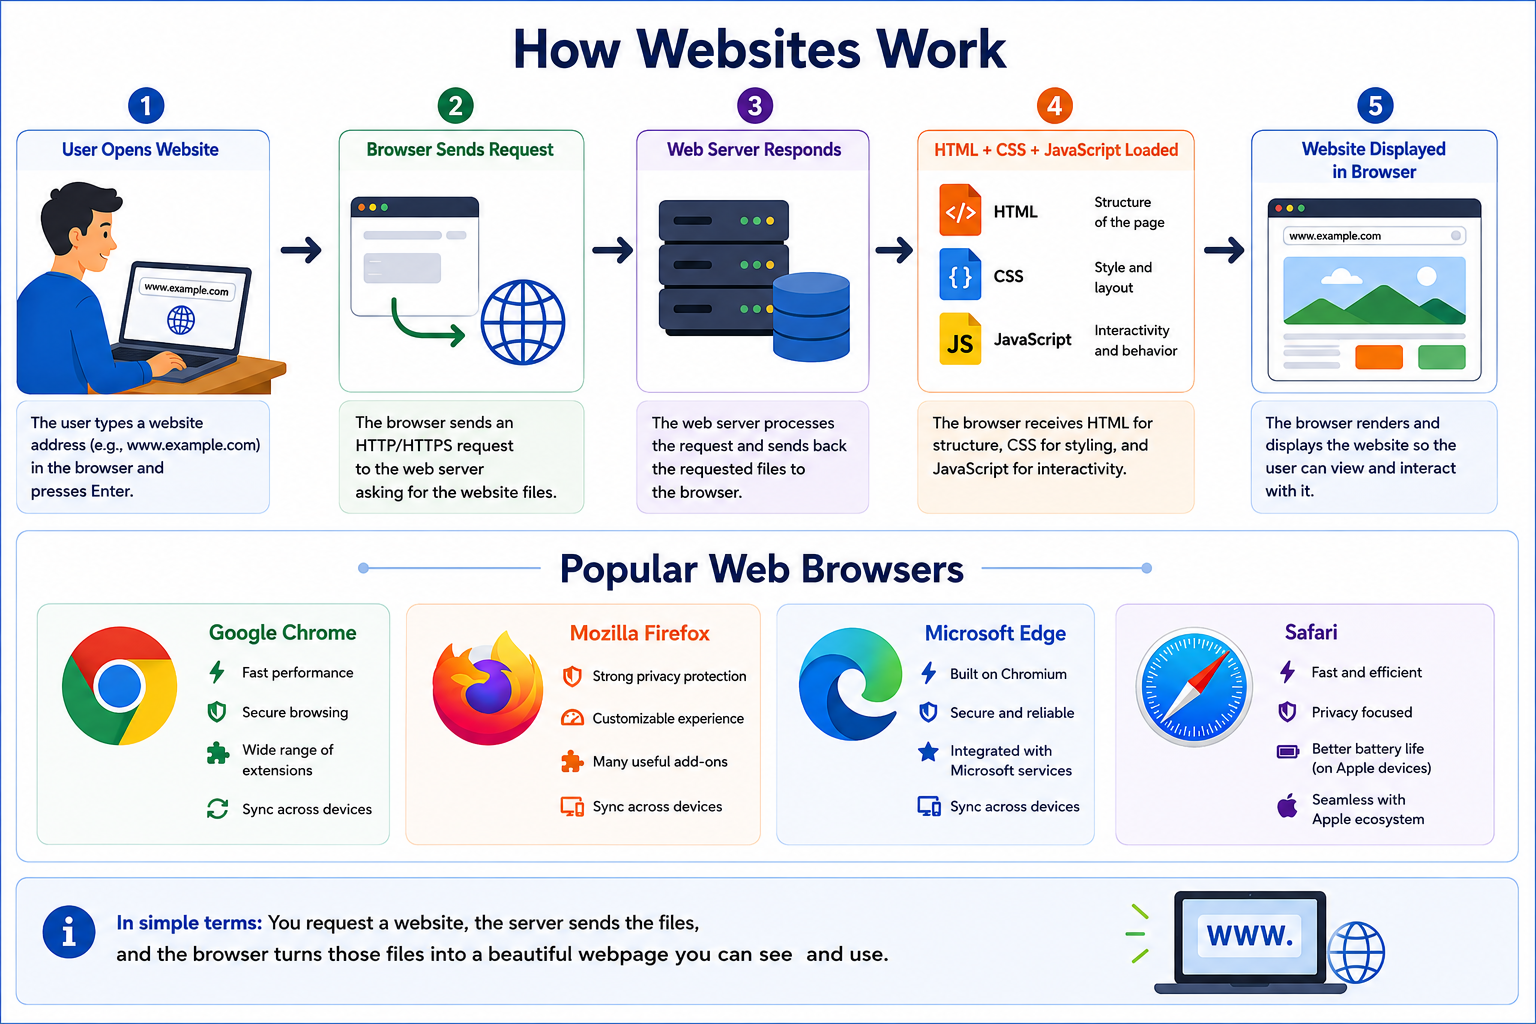 How Websites Work
1
User Opens Website
www.example.com
The user types a website
address (e.g., www.example.com)
in the browser and
presses Enter.
2
Browser Sends Request
The browser sends an
HTTP/HTTPS request
to the web server
asking for the website files.
3
Web Server Responds
The web server processes
the request and sends back
the requested files to
the browser.
4
HTML + CSS + JavaScript Loaded
</>
HTML
Structure
of the page
{ }
CSS
Style and
layout
JS
JavaScript
Interactivity
and behavior
The browser receives HTML for
structure, CSS for styling, and
JavaScript for interactivity.
5
Website Displayed
in Browser
www.example.com
The browser renders and
displays the website so the
user can view and interact
with it.
Popular Web Browsers
Google Chrome
Fast performance
Secure browsing
Wide range of
extensions
Sync across devices
Mozilla Firefox
Strong privacy protection
Customizable experience
Many useful add-ons
Sync across devices
Microsoft Edge
Built on Chromium
Secure and reliable
Integrated with
Microsoft services
Sync across devices
Safari
Fast and efficient
Privacy focused
Better battery life
(on Apple devices)
Seamless with
Apple ecosystem
i
In simple terms: You request a website, the server sends the files,
and the browser turns those files into a beautiful webpage you can see and use.
WWW.